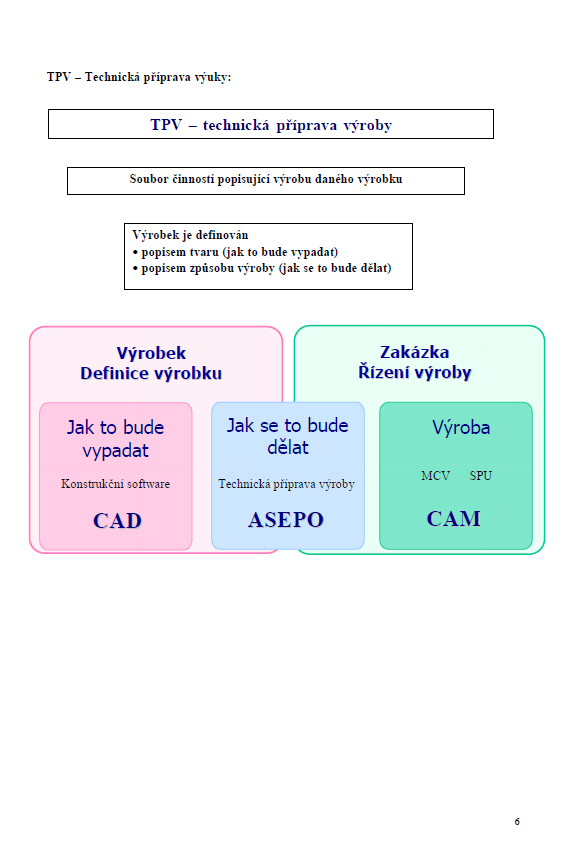 TPV – Technická příprava výuky:
TPV – technická příprava výroby
Soubor činností popisující výrobu daného výrobku
Výrobek je definován
• popisem tvaru (jak to bude vypadat)
• popisem způsobu výroby (jak se to bude dělat)
Výrobek
Definice výrobku
Zakázka
Řízení výroby
Jak to bude
vypadat
Konstrukční software
CAD
Jak se to bude
dělat
Technická příprava výroby
ASEPO
Výroba
MCV SPU
CAM
6